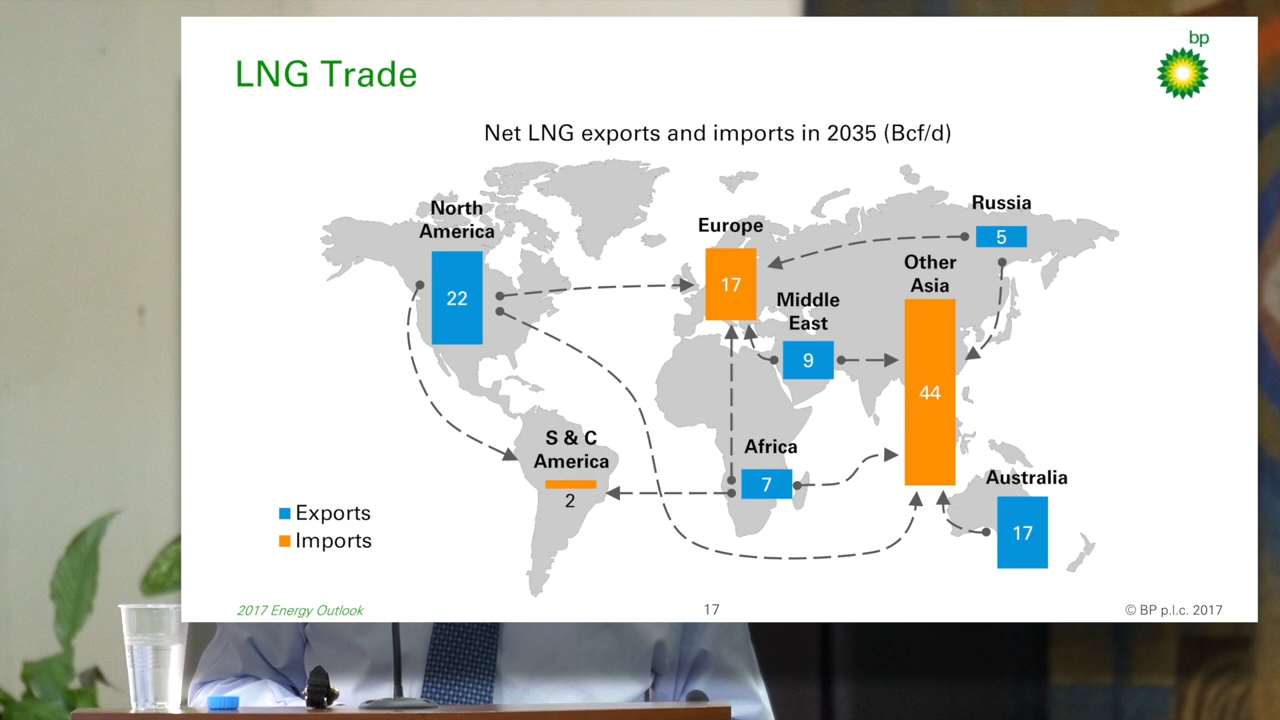 bp
LNG Trade
Net LNG exports and imports in 2035 (Bcf/d)
North
America
22
Europe
17
Russia
5
Other
Asia
44
Middle
East
9
S & C
America
2
Africa
7
Australia
17
Exports
Imports
2017 Energy Outlook
17
© BP p.l.c. 2017